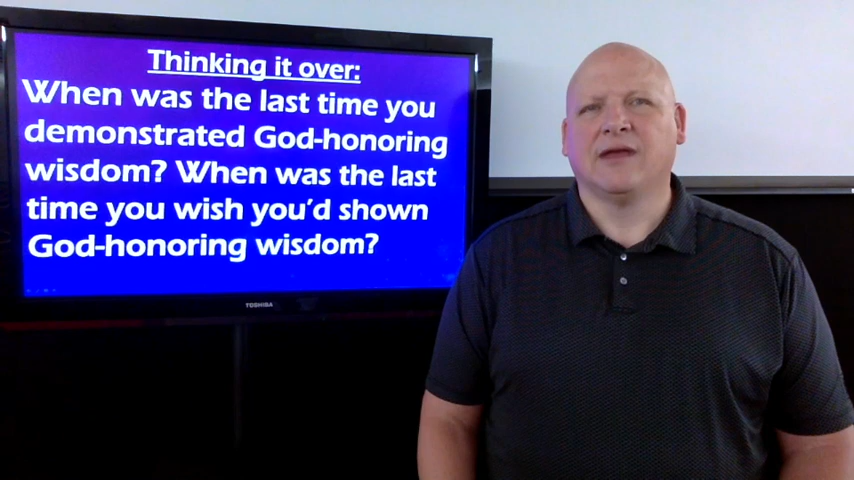 Thinking it over:
When was the last time you
demonstrated God-honoring
wisdom? When was the last
time you wish you'd shown
God-honoring wisdom?
TOSHIBA